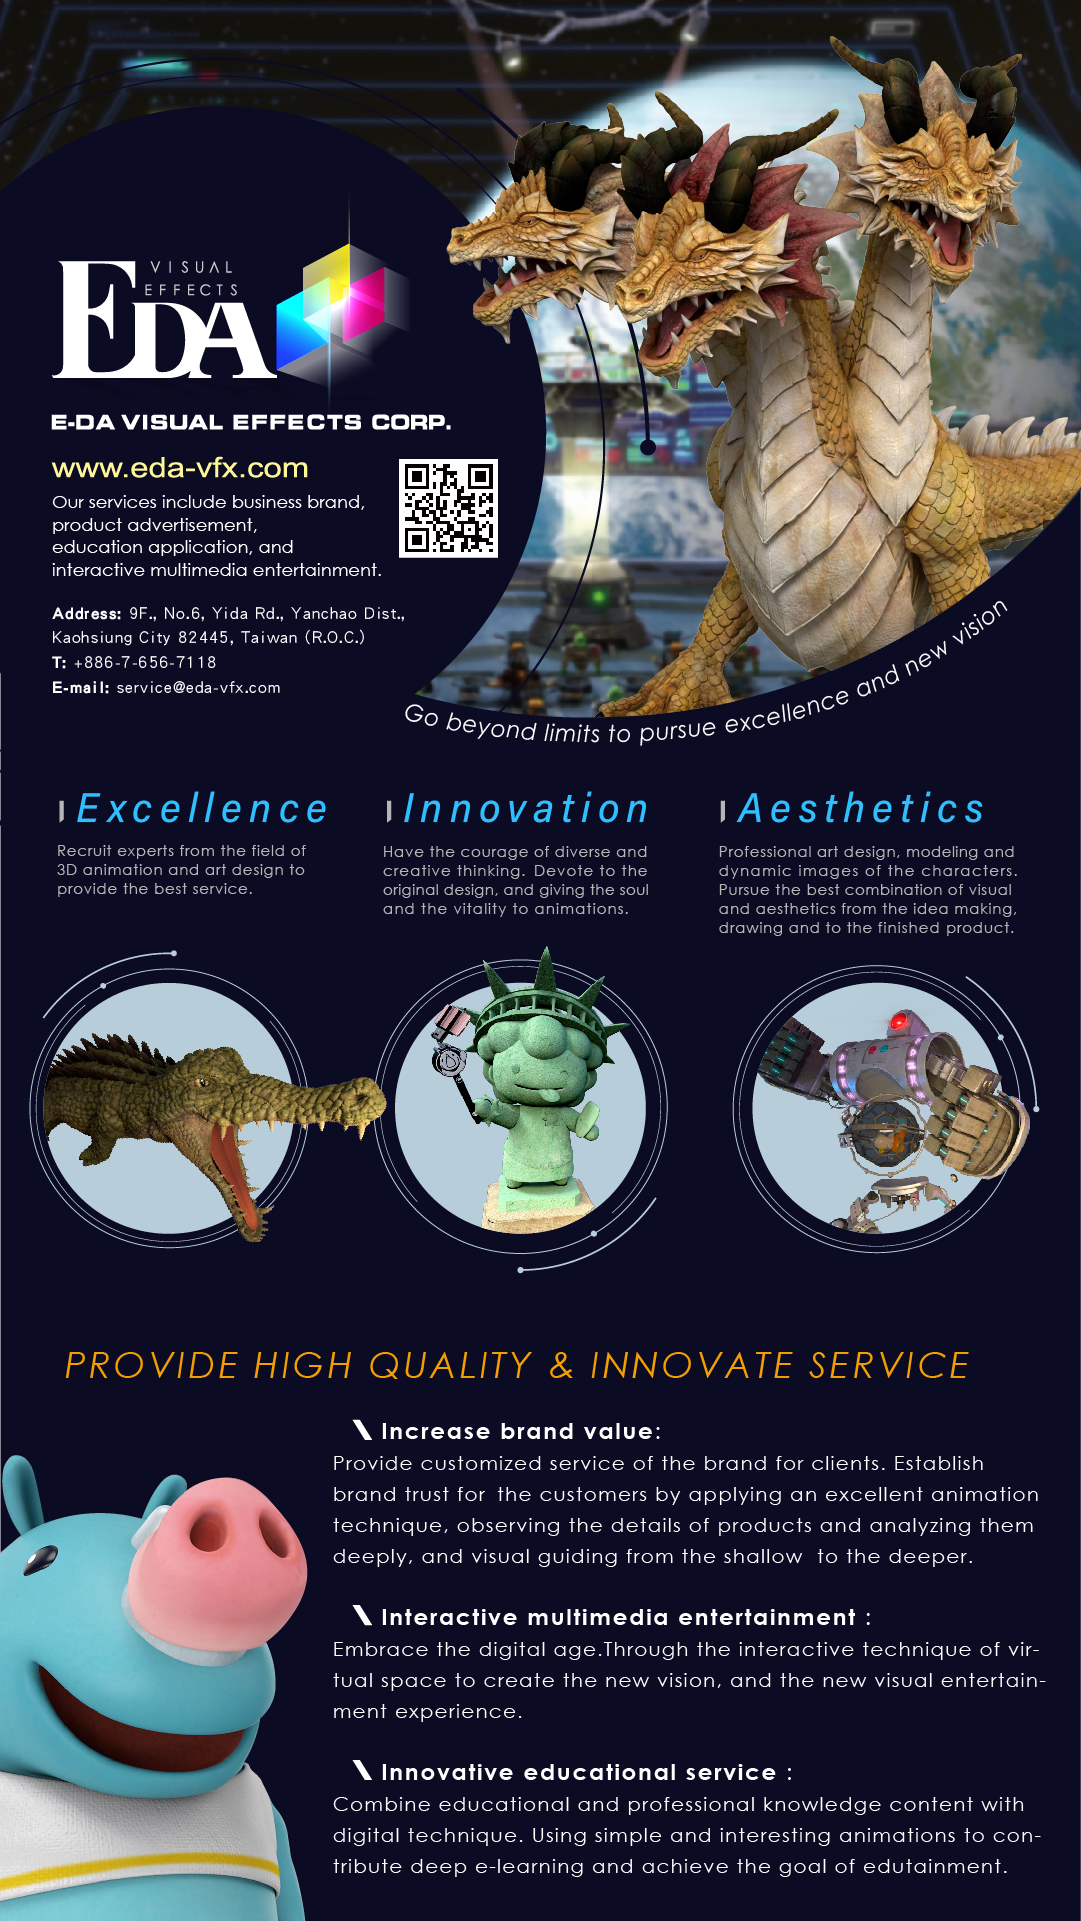 VISUAL
EFFECTS
EDA
E-DA VISUAL EFFECTS CORP.
www.eda-vfx.com
Our services include business brand,
product advertisement,
education application, and
interactive multimedia entertainment.
Address: 9F., No.6, Yida Rd., Yanchao Dist.,
Kaohsiung City 82445, Taiwan (R.O.C.)
T: +886-7-656-7118
E-mail: service@eda-vfx.com
Go beyond limits to pursue excellence and new vision
Excellence
Recruit experts from the field of
3D animation and art design to
provide the best service.
Innovation
Have the courage of diverse and
creative thinking. Devote to the
original design, and giving the soul
and the vitality to animations.
Aesthetics
Professional art design, modeling and
dynamic images of the characters.
Pursue the best combination of visual
and aesthetics from the idea making,
drawing and to the finished product.
PROVIDE HIGH QUALITY & INNOVATE SERVICE
Increase brand value:
Provide customized service of the brand for clients. Establish
brand trust for the customers by applying an excellent animation
technique, observing the details of products and analyzing them
deeply, and visual guiding from the shallow to the deeper.
Interactive multimedia entertainment :
Embrace the digital age.Through the interactive technique of vir-
tual space to create the new vision, and the new visual entertain-
ment experience.
Innovative educational service :
Combine educational and professional knowledge content with
digital technique. Using simple and interesting animations to con-
tribute deep e-learning and achieve the goal of edutainment.